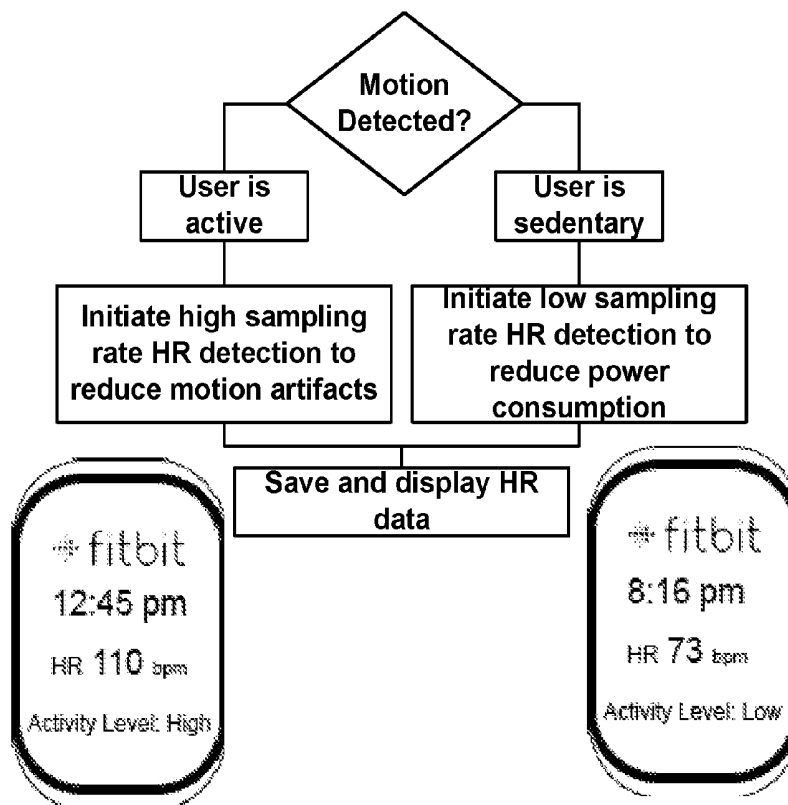 Motion
Detected?
User is
active
User is
sedentary
Initiate high sampling
rate HR detection to
reduce motion artifacts
Initiate low sampling
rate HR detection to
reduce power
consumption
Save and display HR
data
fitbit
12:45 pm
HR 110 bpm
Activity Level: High
fitbit
8:16 pm
HR 73 bpm
Activity Level: Low